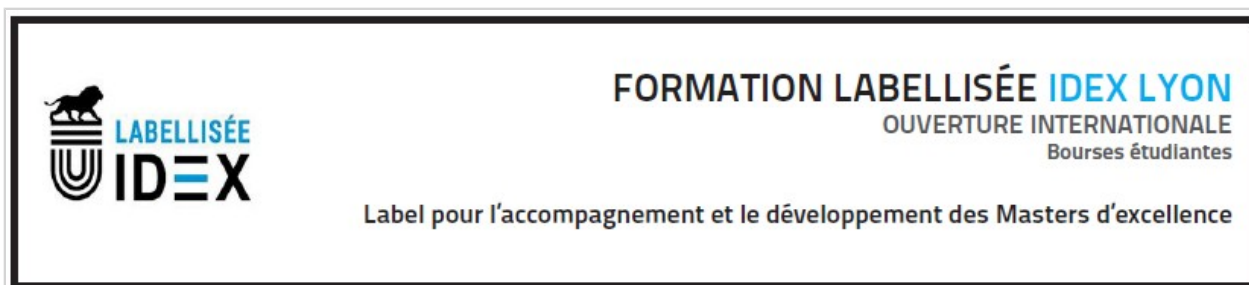 LABELLISÉE
IDEX
FORMATION LABELLISÉE IDEX LYON
OUVERTURE INTERNATIONALE
Bourses étudiantes
Label pour l'accompagnement et le développement des Masters d'excellence